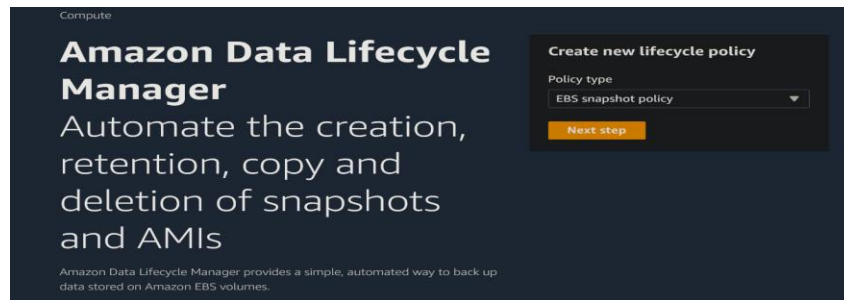 Compute
Amazon Data Lifecycle
Manager
Automate the creation,
retention, copy and
deletion of snapshots
and AMIs
Amazon Data Lifecycle Manager provides a simple, automated way to back up
data stored on Amazon EBS volumes.
Create new lifecycle policy
Policy type
EBS snapshot policy
Next step